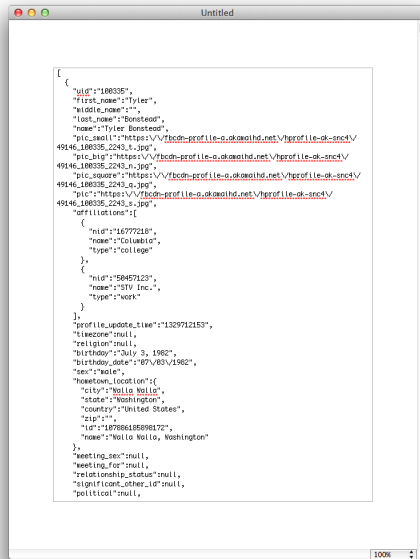 Untitled
[
{
"uid":"100335",
"first_name":"Tyler",
"middle_name":"",
"last_name":"Bonstead",
"name":"Tyler Bonstead",
"pic_small":"https:\/\/fbcdn-profile-a.akamaihd.net\/hprofile-ak-snc4\/
49146_100335_2243_t.jpg",
"pic_big":"https:\/\/fbcdn-profile-a.akamaihd.net\/hprofile-ak-snc4\/
49146_100335_2243_n.jpg",
"pic_square":"https:\/\/fbcdn-profile-a.akamaihd.net\/hprofile-ak-snc4\/
49146_100335_2243_q.jpg",
"pic":"https:\/\/fbcdn-profile-a.akamaihd.net\/hprofile-ak-snc4\/
49146_100335_2243_s.jpg",
"affiliations":[
{
"nid":"16777218",
"name":"Columbia",
"type":"college"
},
{
"nid":"50457123",
"name":"STV Inc.",
"type":"work"
}
],
"profile_update_time":"1329712153",
"timezone":null,
"religion":null,
"birthday":"July 3, 1982",
"birthday_date":"07\/03\/1982",
"sex":"male",
"hometown_location":{
"city":"Walla Walla",
"state":"Washington",
"country":"United States",
"zip":"",
"id":"107886185898172",
"name":"Walla Walla, Washington"
},
"meeting_sex":null,
"meeting_for":null,
"relationship_status":null,
"significant_other_id":null,
"political":null,
100%